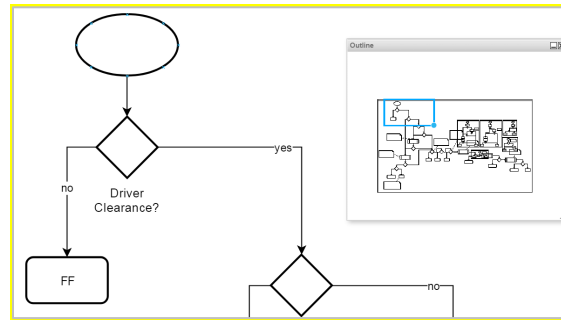 Outline
yes
no
Driver
Clearance?
FF
no